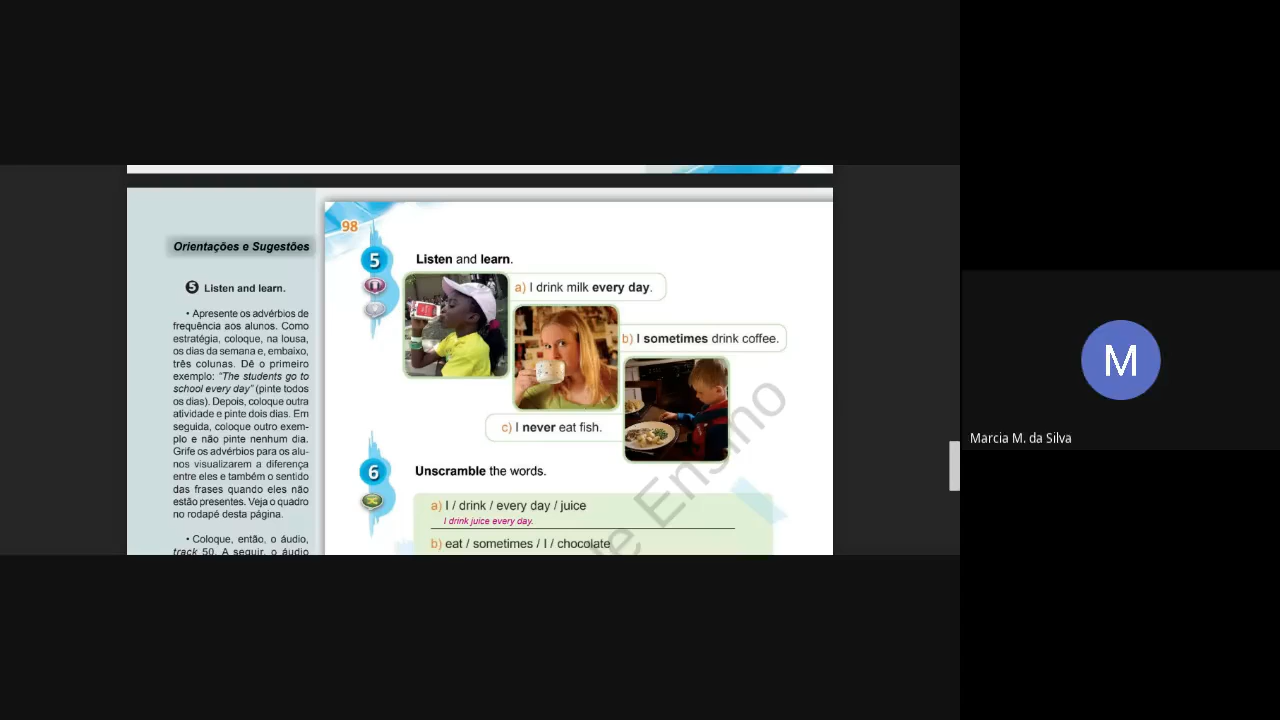 98
Orientações e Sugestões
5 Listen and learn.
• Apresente os advérbios de
frequência aos alunos. Como
estratégia, coloque, na lousa,
os dias da semana e, embaixo,
três colunas. Dê o primeiro
exemplo: “The students go to
school every day” (pinte todos
os dias). Depois, coloque outra
atividade e pinte dois dias. Em
seguida, coloque outro exem-
plo e não pinte nenhum dia.
Grife os advérbios para os alu-
nos visualizarem a diferença
entre eles e também o sentido
das frases quando eles não
estão presentes. Veja o quadro
no rodapé desta página.
• Coloque, então, o áudio,
track 50. A seguir, o áudio
5 Listen and learn.
a) I drink milk every day.
b) I sometimes drink coffee.
c) I never eat fish.
6 Unscramble the words.
a) I / drink / every day / juice
I drink juice every day.
b) eat / sometimes / I / chocolate
de Ensino
M
Marcia M. da Silva